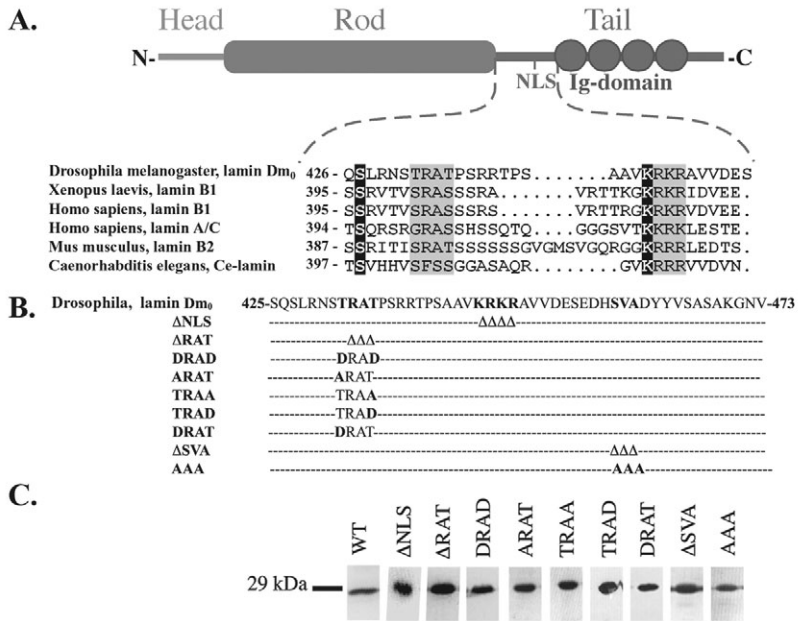 A.
Head Rod Tail
N- -C
NLS Ig-domain
Drosophila melanogaster, lamin Dm0 426 - QSLRNSTRATPSRRTPS.......AAVKRKRAVVDES
Xenopus laevis, lamin B1 395 - SSRVTVSRASSSRA.......VRTTKGKRKRIDVEE.
Homo sapiens, lamin B1 395 - SSRVTVSRASSSRS.......VRTTRGKRKRVDVEE.
Homo sapiens, lamin A/C 394 - TSQRSRGRASSHSSQTQ....GGGSVTKKRKLESTE.
Mus musculus, lamin B2 387 - SSRITISRASSSSSSSGVGMSVGQRGGKRRRLEDTS.
Caenorhabditis elegans, Ce-lamin 397 - TSVHHVSFSSGGASAQR........GVKRRRVVDVN.
B.
Drosophila, lamin Dm0 425-SQSLRNSTRATPSRRTPSAAVKRKRAVVDESEDHSVADYYVSASAKGNV-473
ΔNLS ----ΔΔΔΔ----
ΔRAT ----ΔΔΔ----
DRAD ----DRAD----
ARAT ----ARAT----
TRAA ----TRAA----
TRAD ----TRAD----
DRAT ----DRAT----
ΔSVA ----ΔΔΔ----
AAA ----AAA----
C.
WT ΔNLS ΔRAT DRAD ARAT TRAA TRAD DRAT ΔSVA AAA
29 kDa